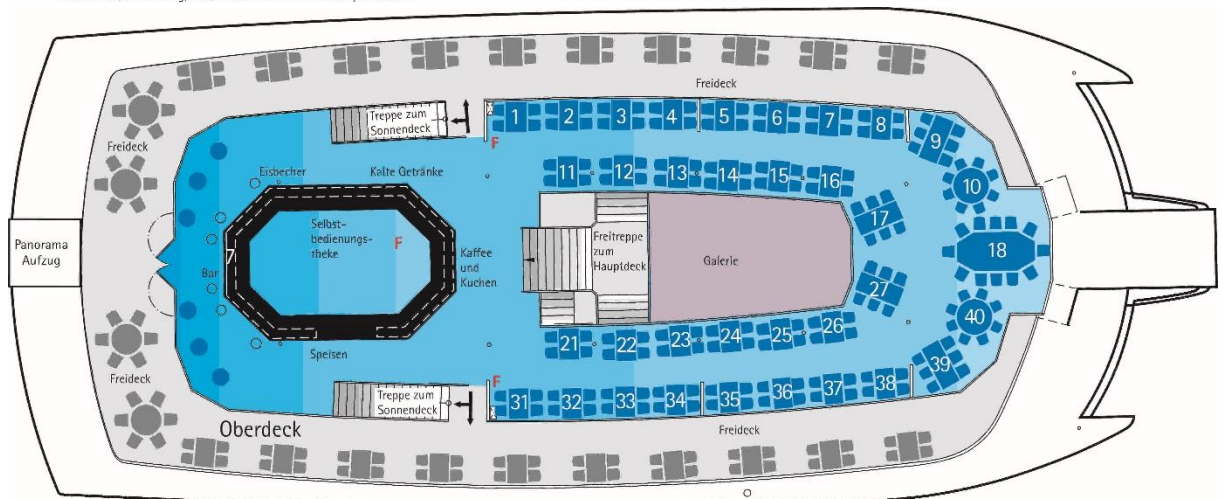 Freideck
Treppe zum
Sonnendeck
1 2 3 4 5 6 7 8 9
Freideck
F
Eisbecher
Kalte Getränke
11 12 13 14 15 16
10
17
Selbst-
bedienungs-
theke
F
Panorama
Aufzug
7
Kaffee
und
Kuchen
Freitreppe
zum
Hauptdeck
Galerie
18
Bar
27
40
21 22 23 24 25 26
Speisen
39
Freideck
F
Treppe zum
Sonnendeck
31 32 33 34 35 36 37 38
Oberdeck
Freideck